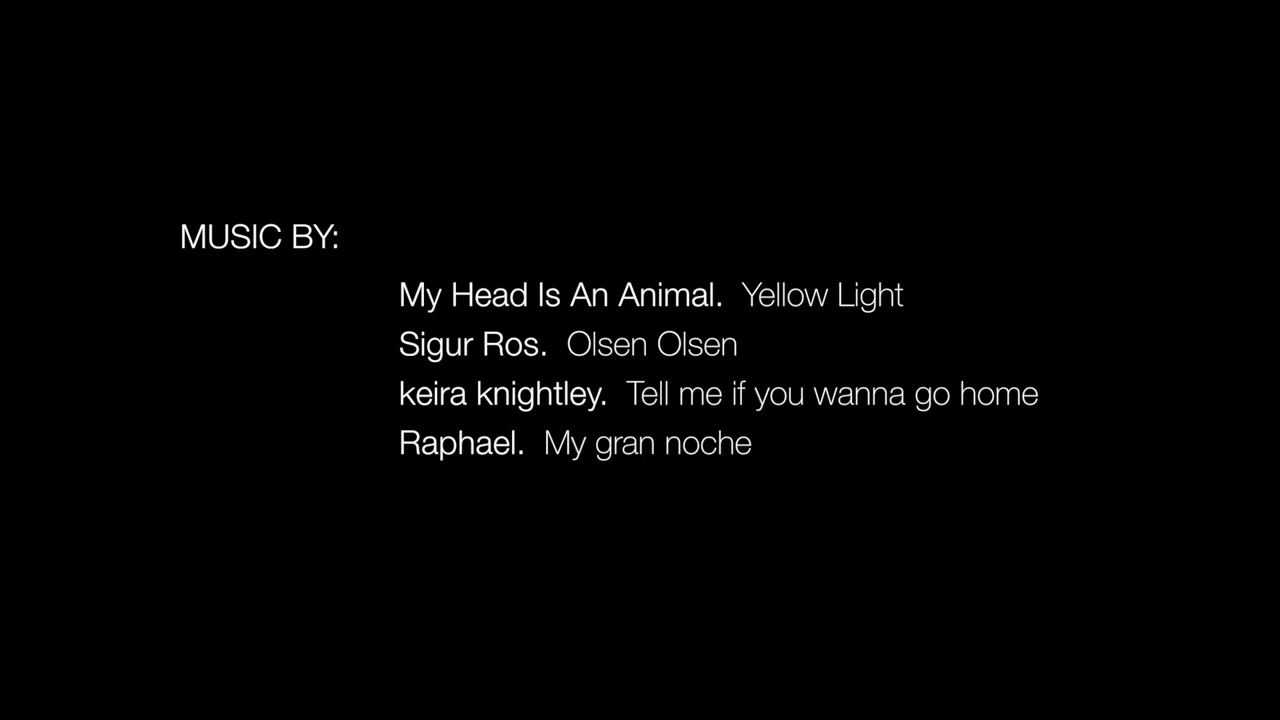 MUSIC BY:
My Head Is An Animal. Yellow Light
Sigur Ros. Olsen Olsen
keira knightley. Tell me if you wanna go home
Raphael. My gran noche